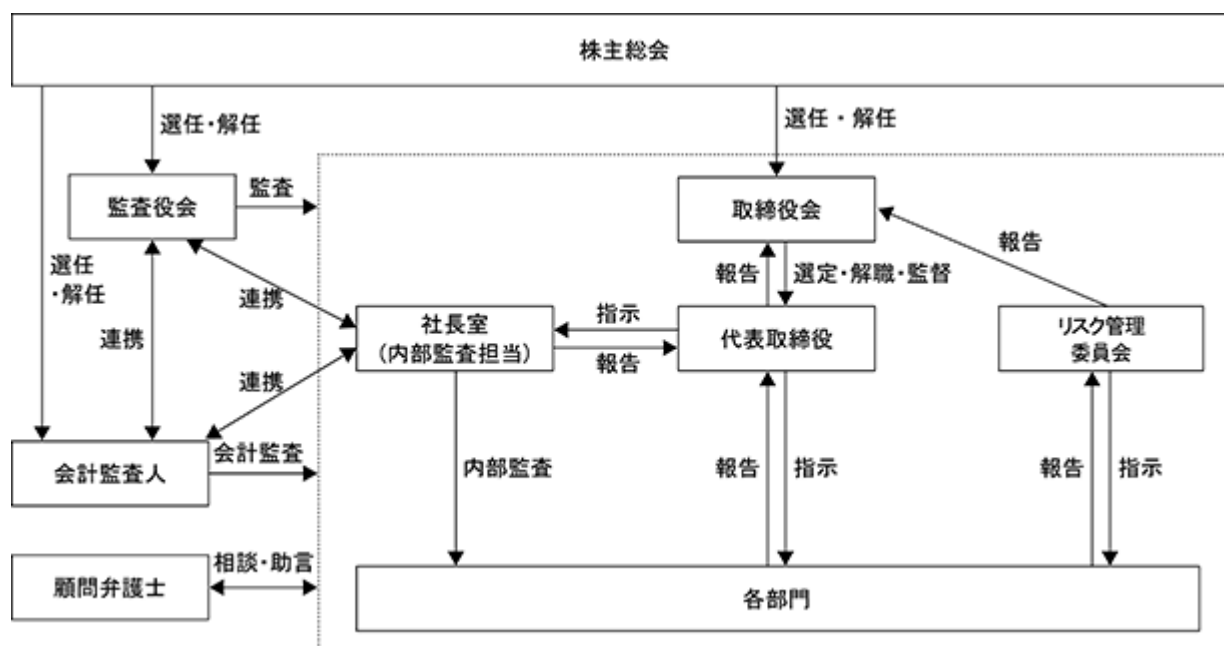 株主総会
選任・解任
選任 ・ 解任
監査役会
監査
取締役会
報告
選任
・解任
連携
連携
報告
選定・解職・監督
社長室
（内部監査担当）
指示
報告
代表取締役
リスク管理
委員会
連携
会計監査人
会計監査
内部監査
報告
指示
報告
指示
顧問弁護士
相談・助言
各部門